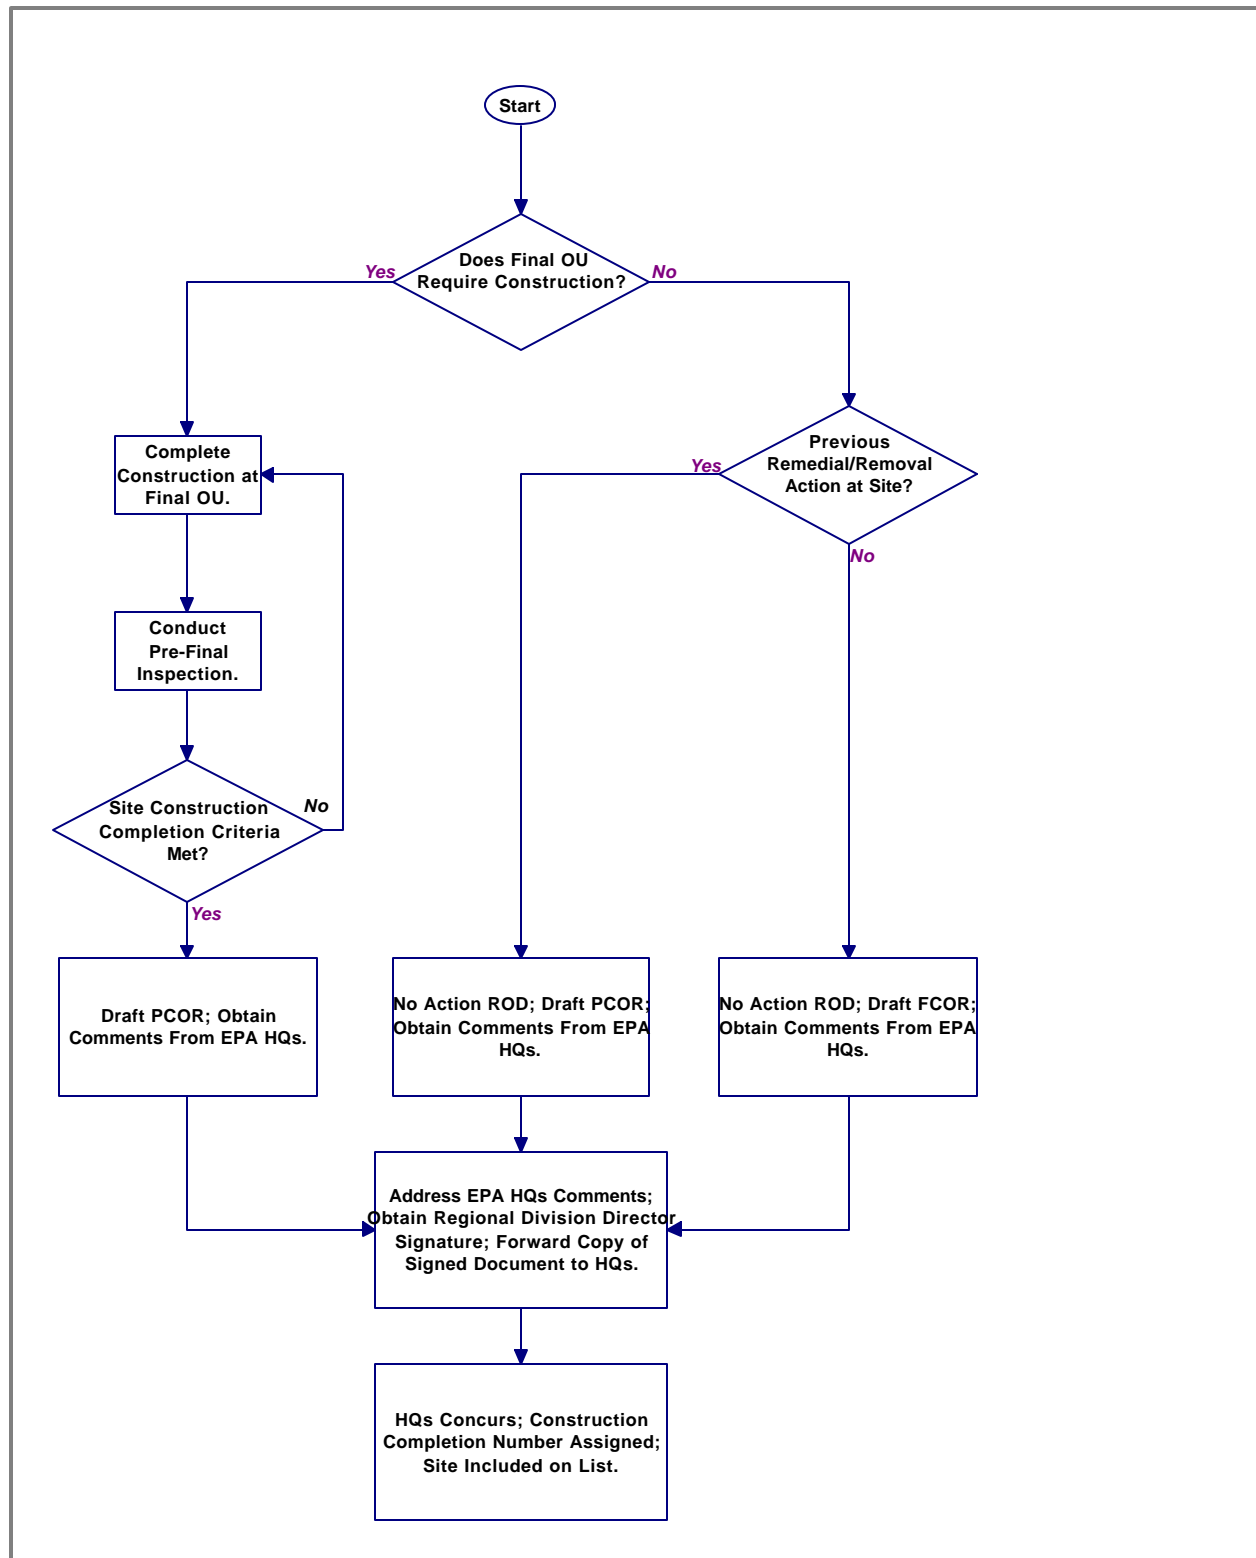 Start
Does Final OU
Require Construction?
Yes
No
Complete
Construction at
Final OU.
Previous
Remedial/Removal
Action at Site?
Yes
No
Conduct
Pre-Final
Inspection.
Site Construction
Completion Criteria
Met?
No
Yes
Draft PCOR; Obtain
Comments From EPA HQs.
No Action ROD; Draft PCOR;
Obtain Comments From EPA
HQs.
No Action ROD; Draft FCOR;
Obtain Comments From EPA
HQs.
Address EPA HQs Comments;
Obtain Regional Division Director
Signature; Forward Copy of
Signed Document to HQs.
HQs Concurs; Construction
Completion Number Assigned;
Site Included on List.